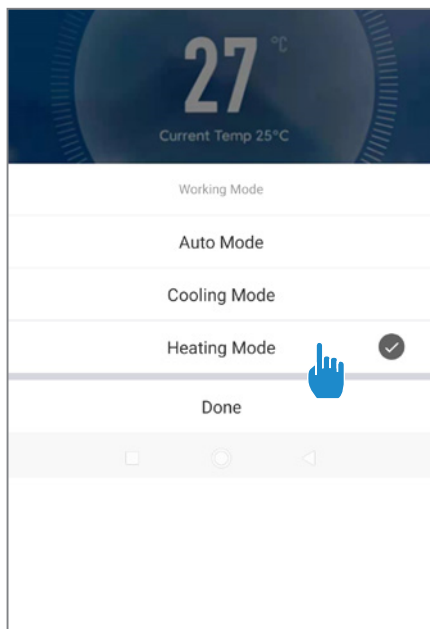 27 °C
Current Temp 25°C
Working Mode
Auto Mode
Cooling Mode
Heating Mode
Done